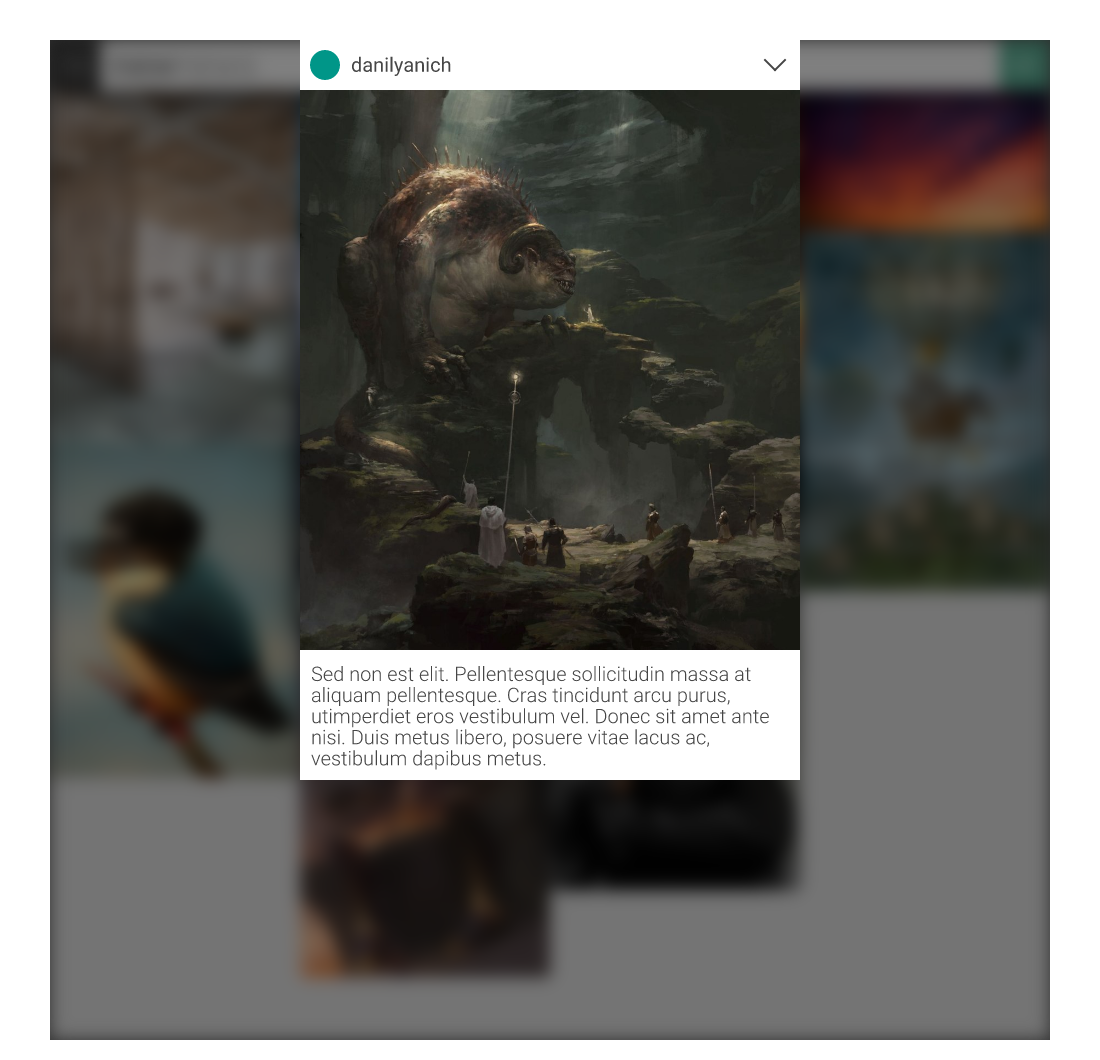 danilyanich
Sed non est elit. Pellentesque sollicitudin massa at
aliquam pellentesque. Cras tincidunt arcu purus,
utimperdiet eros vestibulum vel. Donec sit amet ante
nisi. Duis metus libero, posuere vitae lacus ac,
vestibulum dapibus metus.